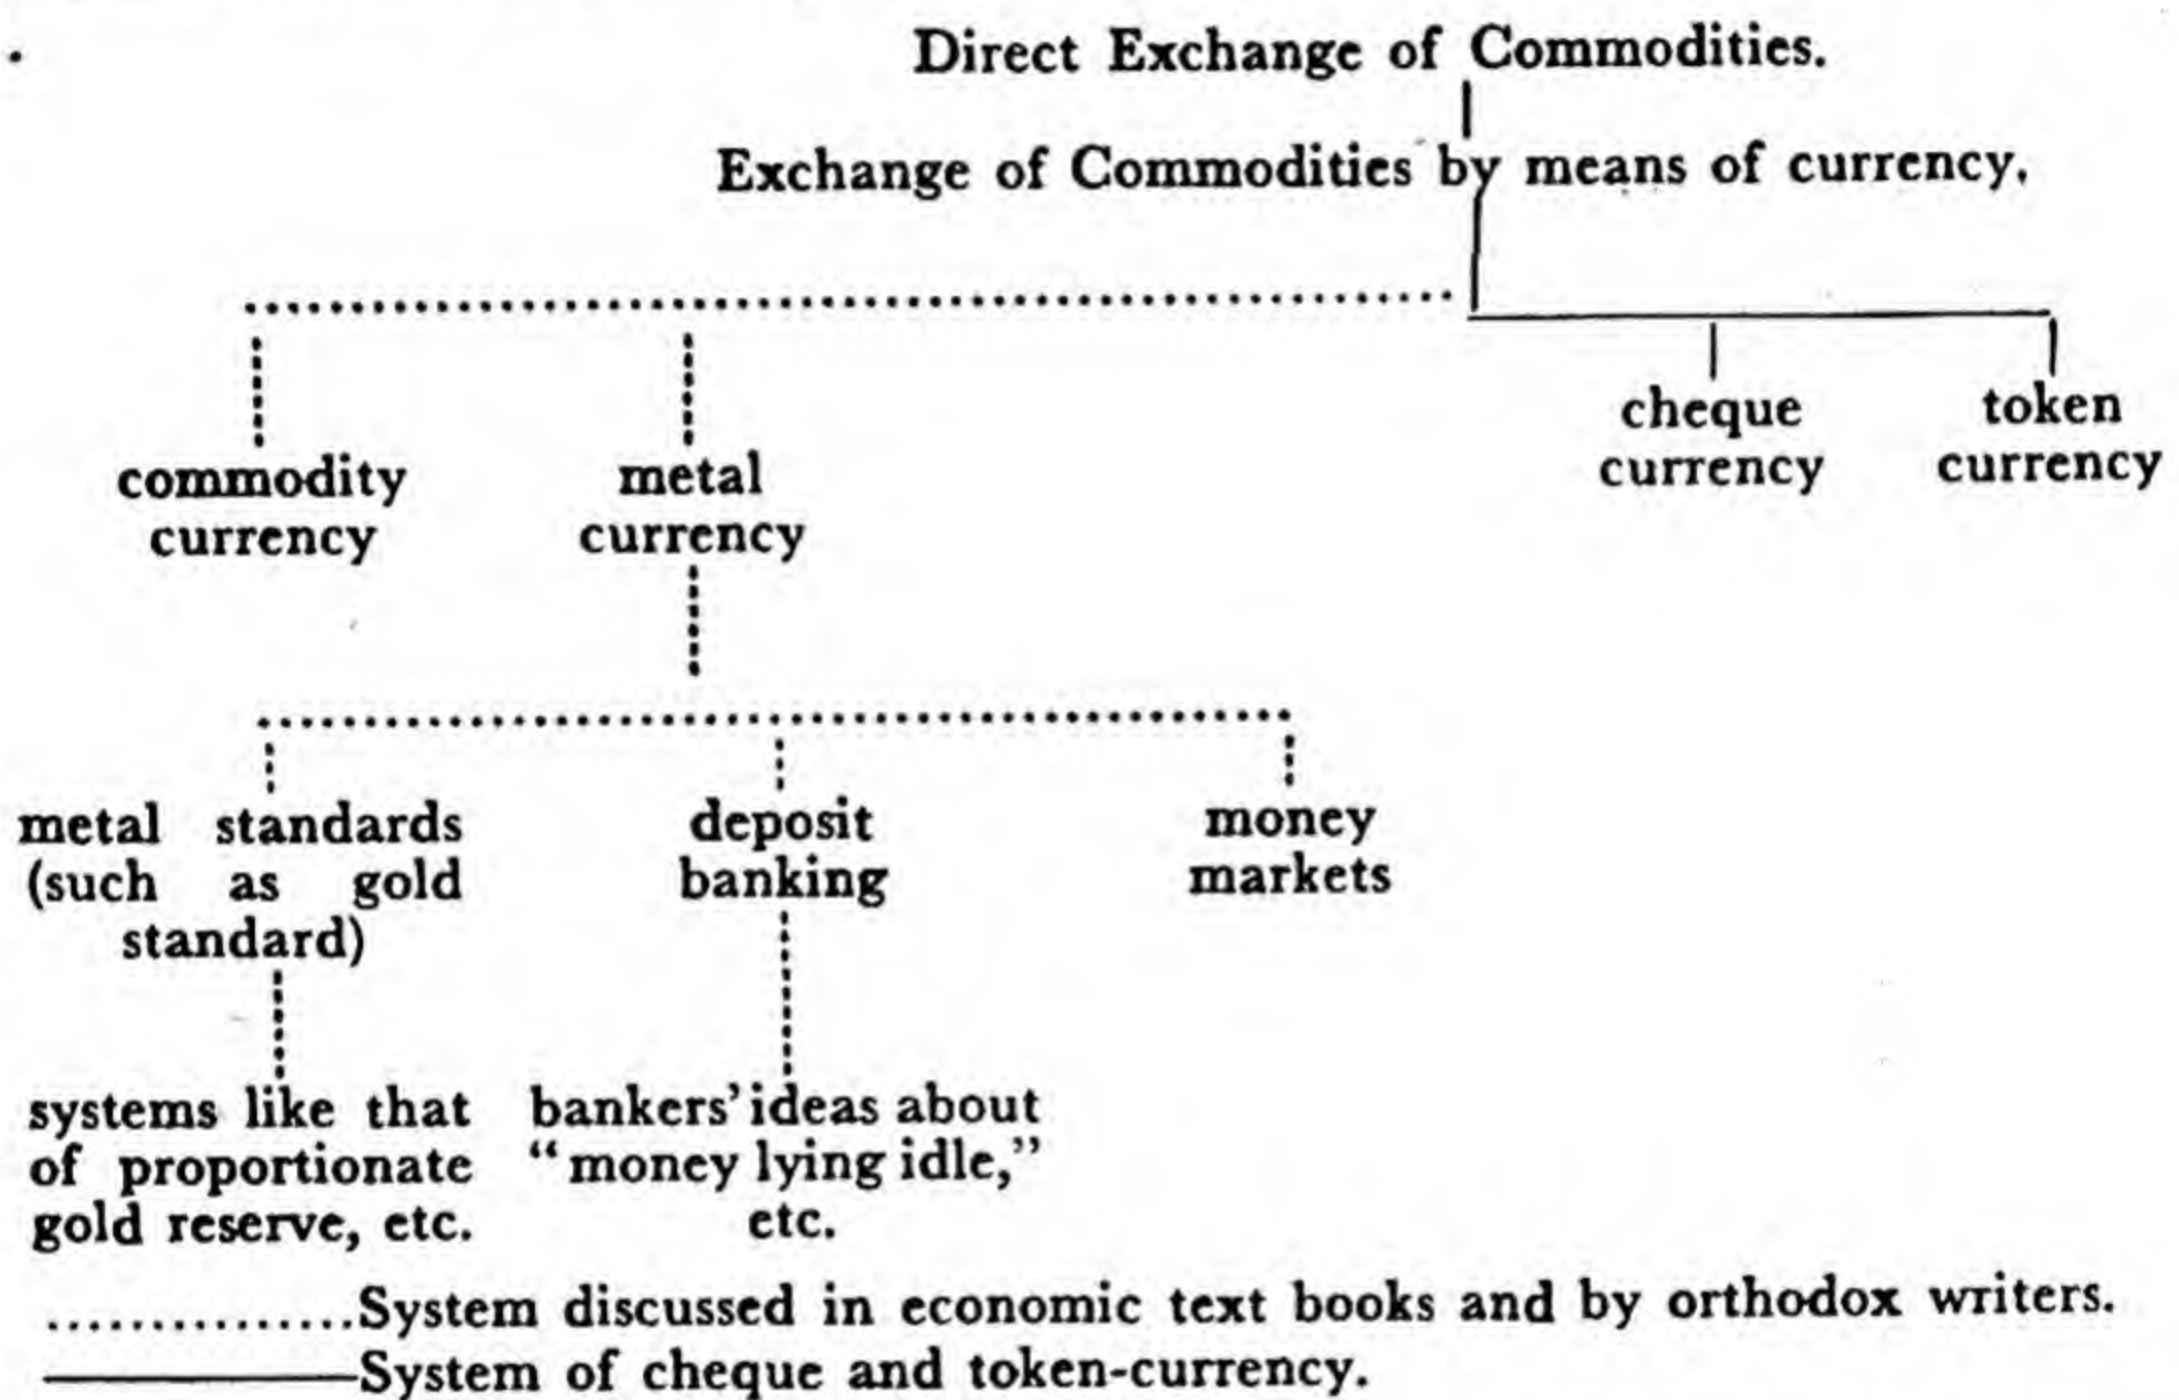 Direct Exchange of Commodities.
Exchange of Commodities by means of currency.
cheque
currency
token
currency
commodity
currency
metal
currency
metal standards
(such as gold
standard)
deposit
banking
money
markets
systems like that
of proportionate
gold reserve, etc.
bankers' ideas about
“money lying idle,”
etc.
...............System discussed in economic text books and by orthodox writers.
————System of cheque and token-currency.